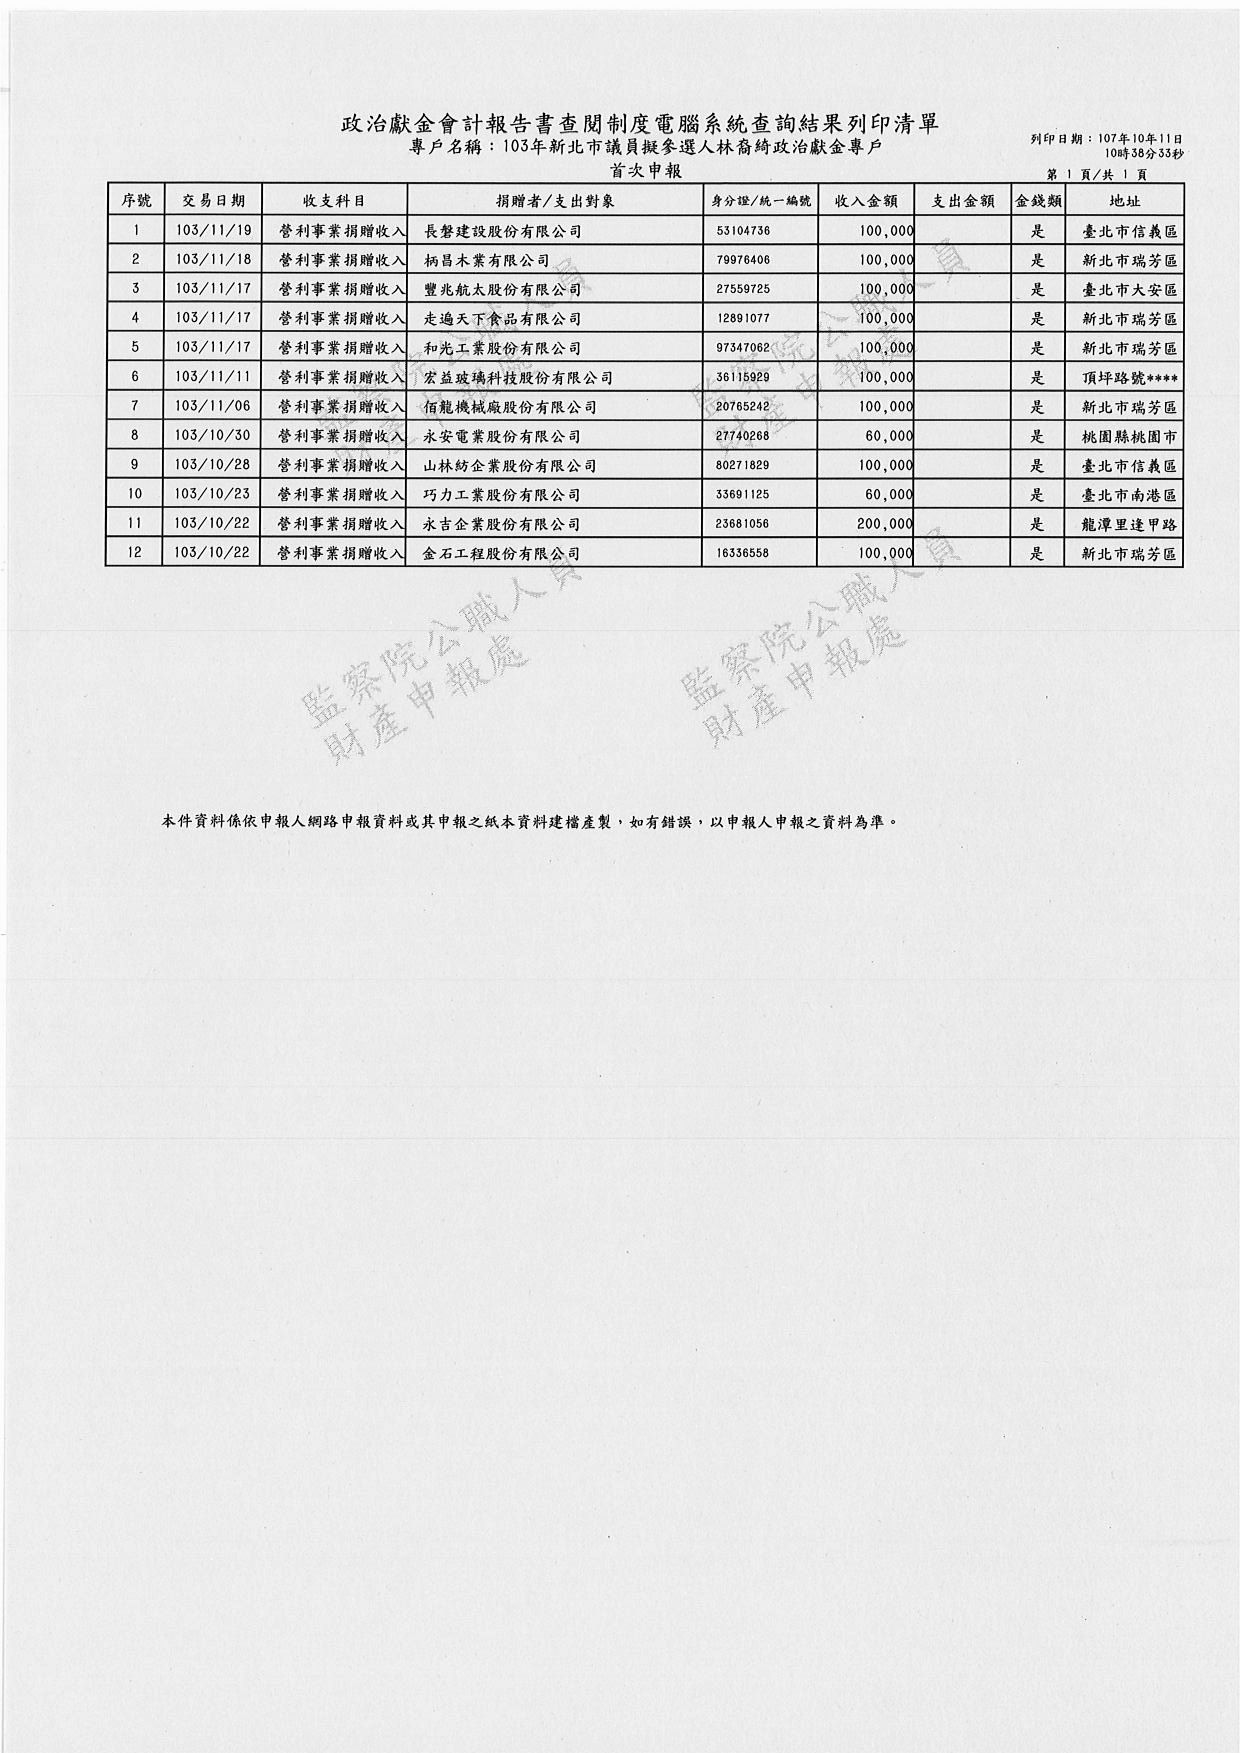 政治獻金會計報告書查閱制度電腦系統查詢結果列印清單
專戶名稱：103年新北市議員擬參選人林裔綺政治獻金專戶
列印日期：107年10年11日
10時38分33秒
首次申報
第 1 頁/共 1 頁
序號 交易日期 收支科目 捐贈者/支出對象 身分證/統一編號 收入金額 支出金額 金錢類 地址
1 103/11/19 營利事業捐贈收入 長磐建設股份有限公司 53104736 100,000 是 臺北市信義區
2 103/11/18 營利事業捐贈收入 柄昌木業有限公司 79976406 100,000 是 新北市瑞芳區
3 103/11/17 營利事業捐贈收入 豐兆航太股份有限公司 27559725 100,000 是 臺北市大安區
4 103/11/17 營利事業捐贈收入 走遍天下食品有限公司 12891077 100,000 是 新北市瑞芳區
5 103/11/17 營利事業捐贈收入 和光工業股份有限公司 97347062 100,000 是 新北市瑞芳區
6 103/11/11 營利事業捐贈收入 宏益玻璃科技股份有限公司 36115929 100,000 是 頂坪路號****
7 103/11/06 營利事業捐贈收入 佰龍機械廠股份有限公司 20765242 100,000 是 新北市瑞芳區
8 103/10/30 營利事業捐贈收入 永安電業股份有限公司 27740268 60,000 是 桃園縣桃園市
9 103/10/28 營利事業捐贈收入 山林紡企業股份有限公司 80271829 100,000 是 臺北市信義區
10 103/10/23 營利事業捐贈收入 巧力工業股份有限公司 33691125 60,000 是 臺北市南港區
11 103/10/22 營利事業捐贈收入 永吉企業股份有限公司 23681056 200,000 是 龍潭里逢甲路
12 103/10/22 營利事業捐贈收入 金石工程股份有限公司 16336558 100,000 是 新北市瑞芳區
監察院公職人員
財產申報處
監察院公職人員
財產申報處
監察院公職人員
財產申報處
監察院公職人員
財產申報處
本件資料係依申報人網路申報資料或其申報之紙本資料建檔產製，如有錯誤，以申報人申報之資料為準。